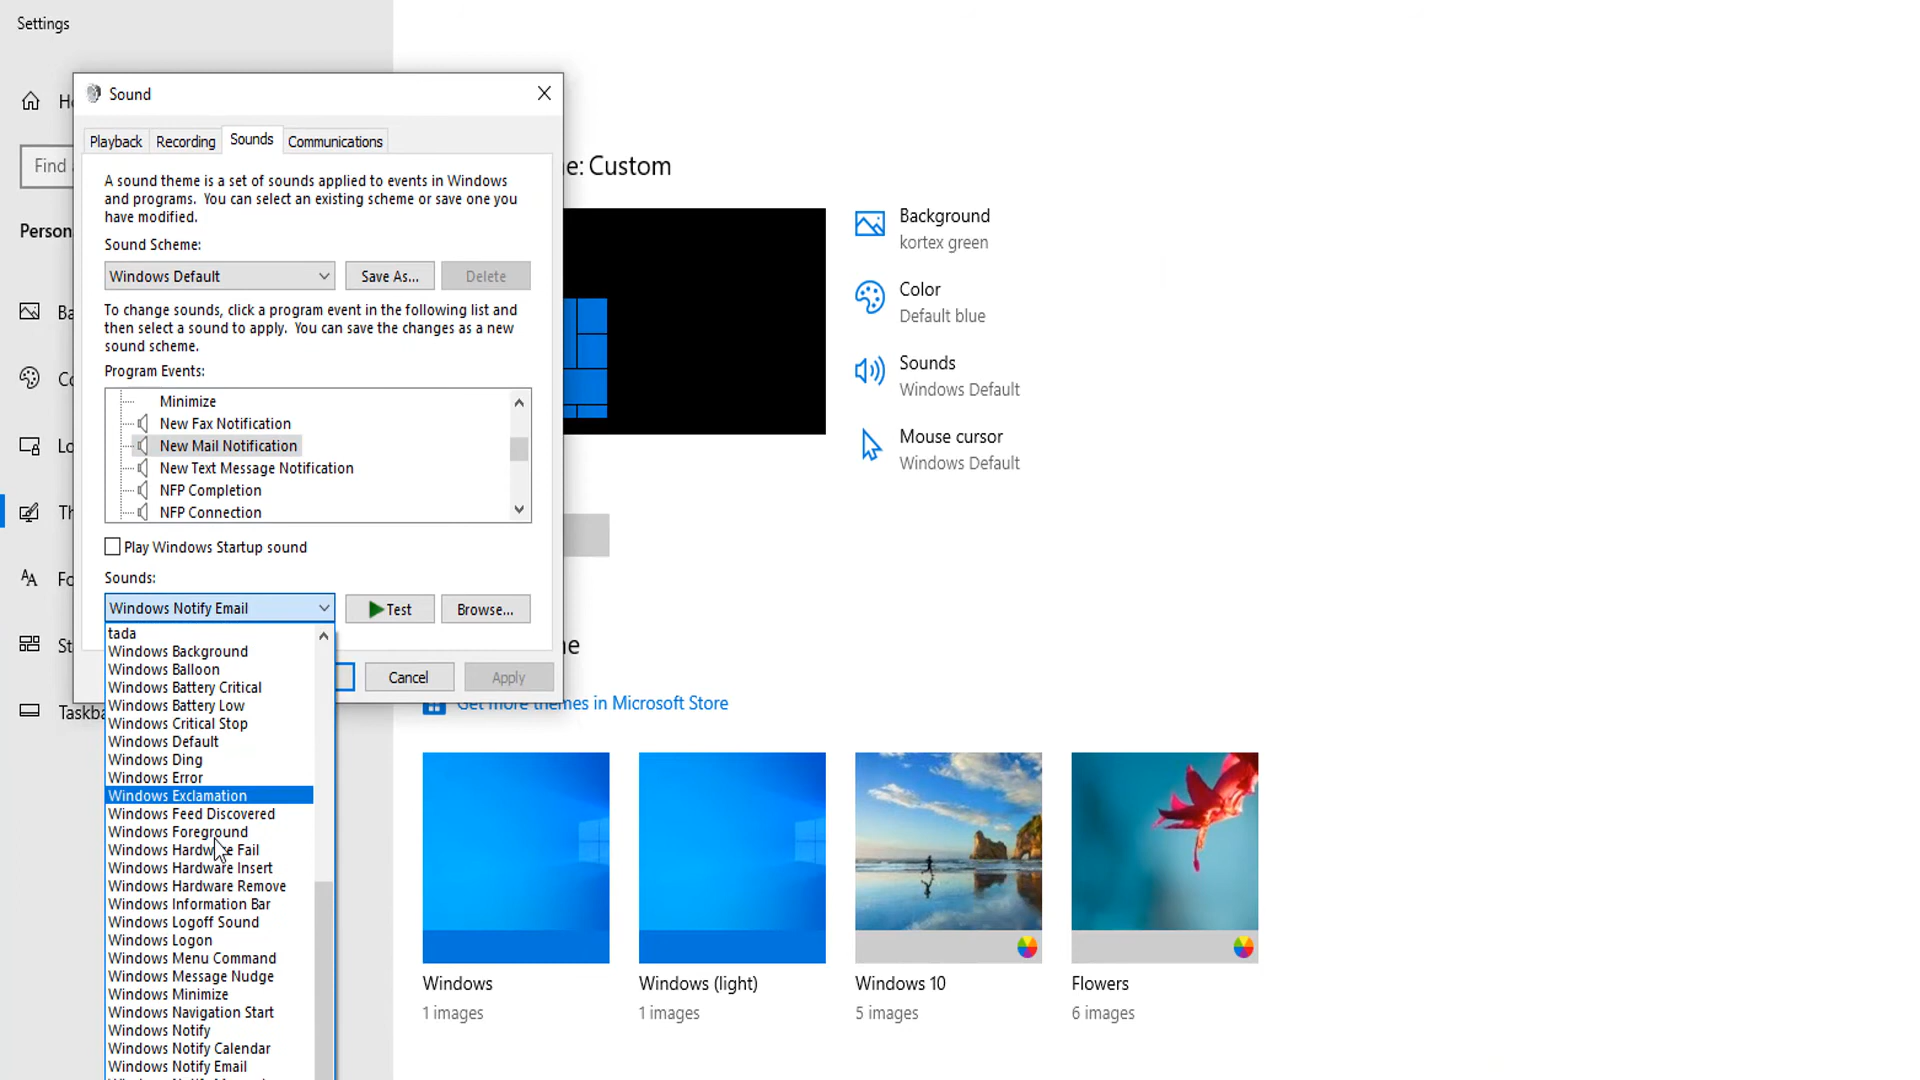 Settings
Sound
Playback
Recording
Sounds
Communications
A sound theme is a set of sounds applied to events in Windows
and programs. You can select an existing scheme or save one you
have modified.
Sound Scheme:
Windows Default
Save As...
Delete
To change sounds, click a program event in the following list and
then select a sound to apply. You can save the changes as a new
sound scheme.
Program Events:
Minimize
New Fax Notification
New Mail Notification
New Text Message Notification
NFP Completion
NFP Connection
Play Windows Startup sound
Sounds:
Windows Notify Email
Test
Browse...
tada
Windows Background
Windows Balloon
Windows Battery Critical
Windows Battery Low
Windows Critical Stop
Windows Default
Windows Ding
Windows Error
Windows Exclamation
Windows Feed Discovered
Windows Foreground
Windows Hardware Fail
Windows Hardware Insert
Windows Hardware Remove
Windows Information Bar
Windows Logoff Sound
Windows Logon
Windows Menu Command
Windows Message Nudge
Windows Minimize
Windows Navigation Start
Windows Notify
Windows Notify Calendar
Windows Notify Email
Cancel
Apply
Find
Person
Taskba
e: Custom
Background
kortex green
Color
Default blue
Sounds
Windows Default
Mouse cursor
Windows Default
Get more themes in Microsoft Store
Windows
1 images
Windows (light)
1 images
Windows 10
5 images
Flowers
6 images